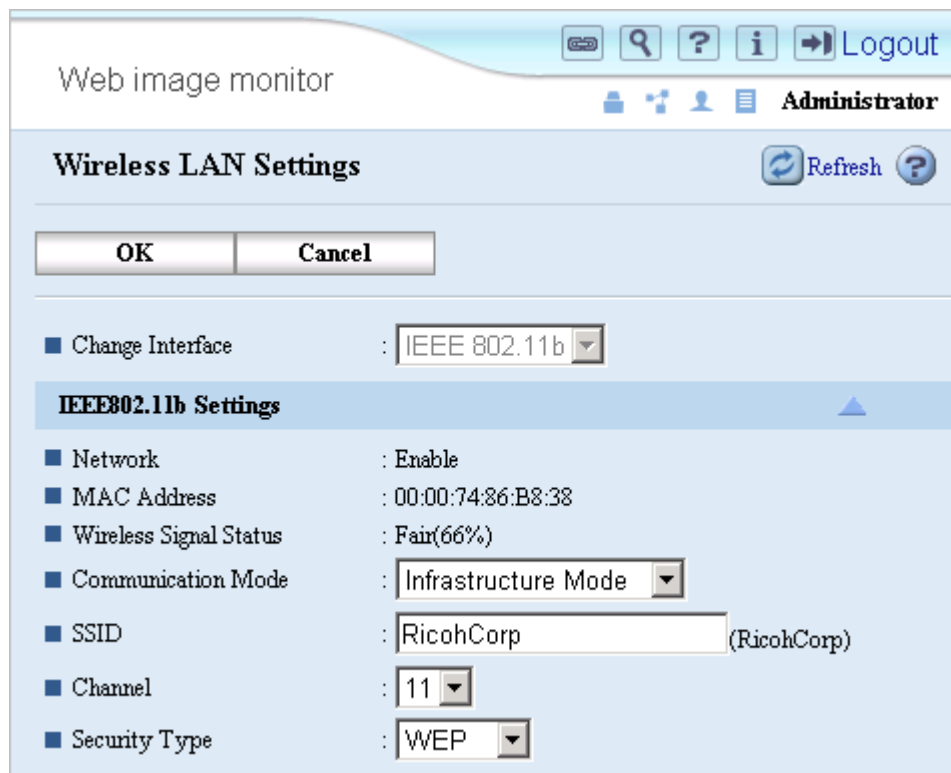 Logout
Web image monitor
Administrator
Wireless LAN Settings
Refresh
OK Cancel
Change Interface : IEEE 802.11b
IEEE802.11b Settings
Network : Enable
MAC Address : 00:00:74:86:B8:38
Wireless Signal Status : Fair(66%)
Communication Mode : Infrastructure Mode
SSID : RicohCorp (RicohCorp)
Channel : 11
Security Type : WEP